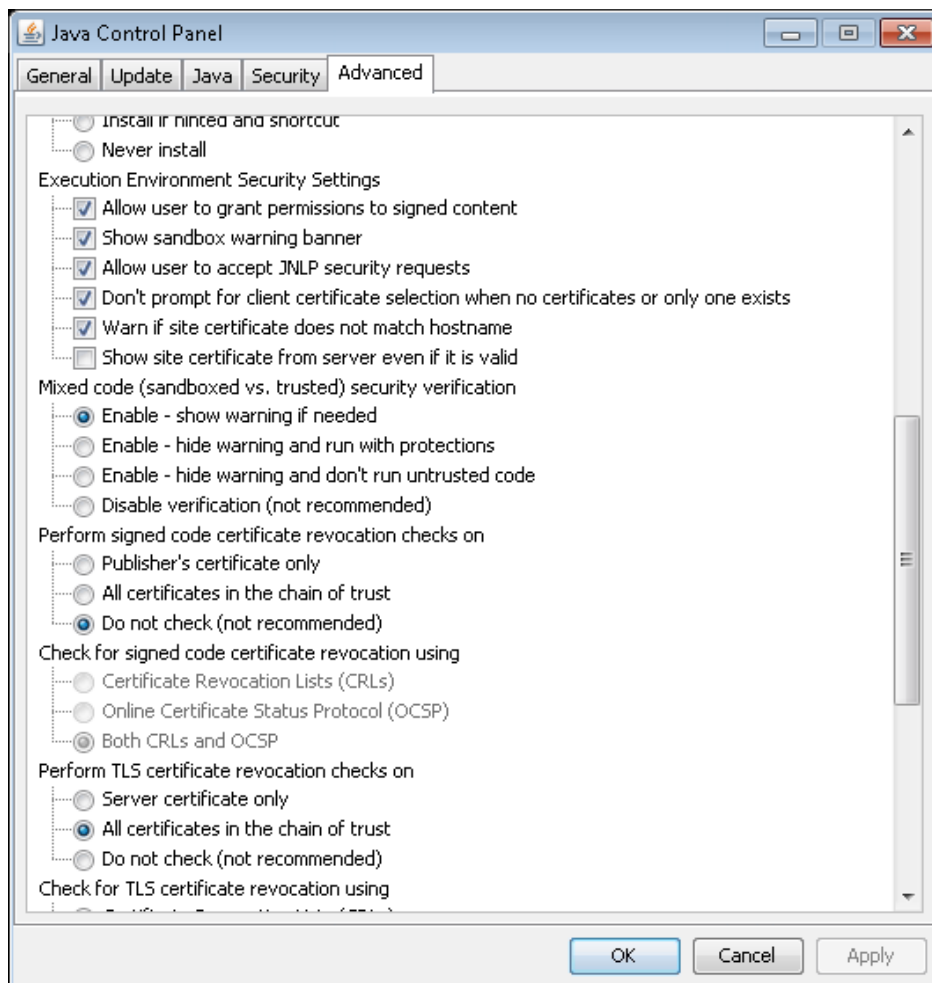 Java Control Panel
General Update Java Security Advanced
Install if hinted and shortcut
Never install
Execution Environment Security Settings
Allow user to grant permissions to signed content
Show sandbox warning banner
Allow user to accept JNLP security requests
Don't prompt for client certificate selection when no certificates or only one exists
Warn if site certificate does not match hostname
Show site certificate from server even if it is valid
Mixed code (sandboxed vs. trusted) security verification
Enable - show warning if needed
Enable - hide warning and run with protections
Enable - hide warning and don't run untrusted code
Disable verification (not recommended)
Perform signed code certificate revocation checks on
Publisher's certificate only
All certificates in the chain of trust
Do not check (not recommended)
Check for signed code certificate revocation using
Certificate Revocation Lists (CRLs)
Online Certificate Status Protocol (OCSP)
Both CRLs and OCSP
Perform TLS certificate revocation checks on
Server certificate only
All certificates in the chain of trust
Do not check (not recommended)
Check for TLS certificate revocation using
OK Cancel Apply